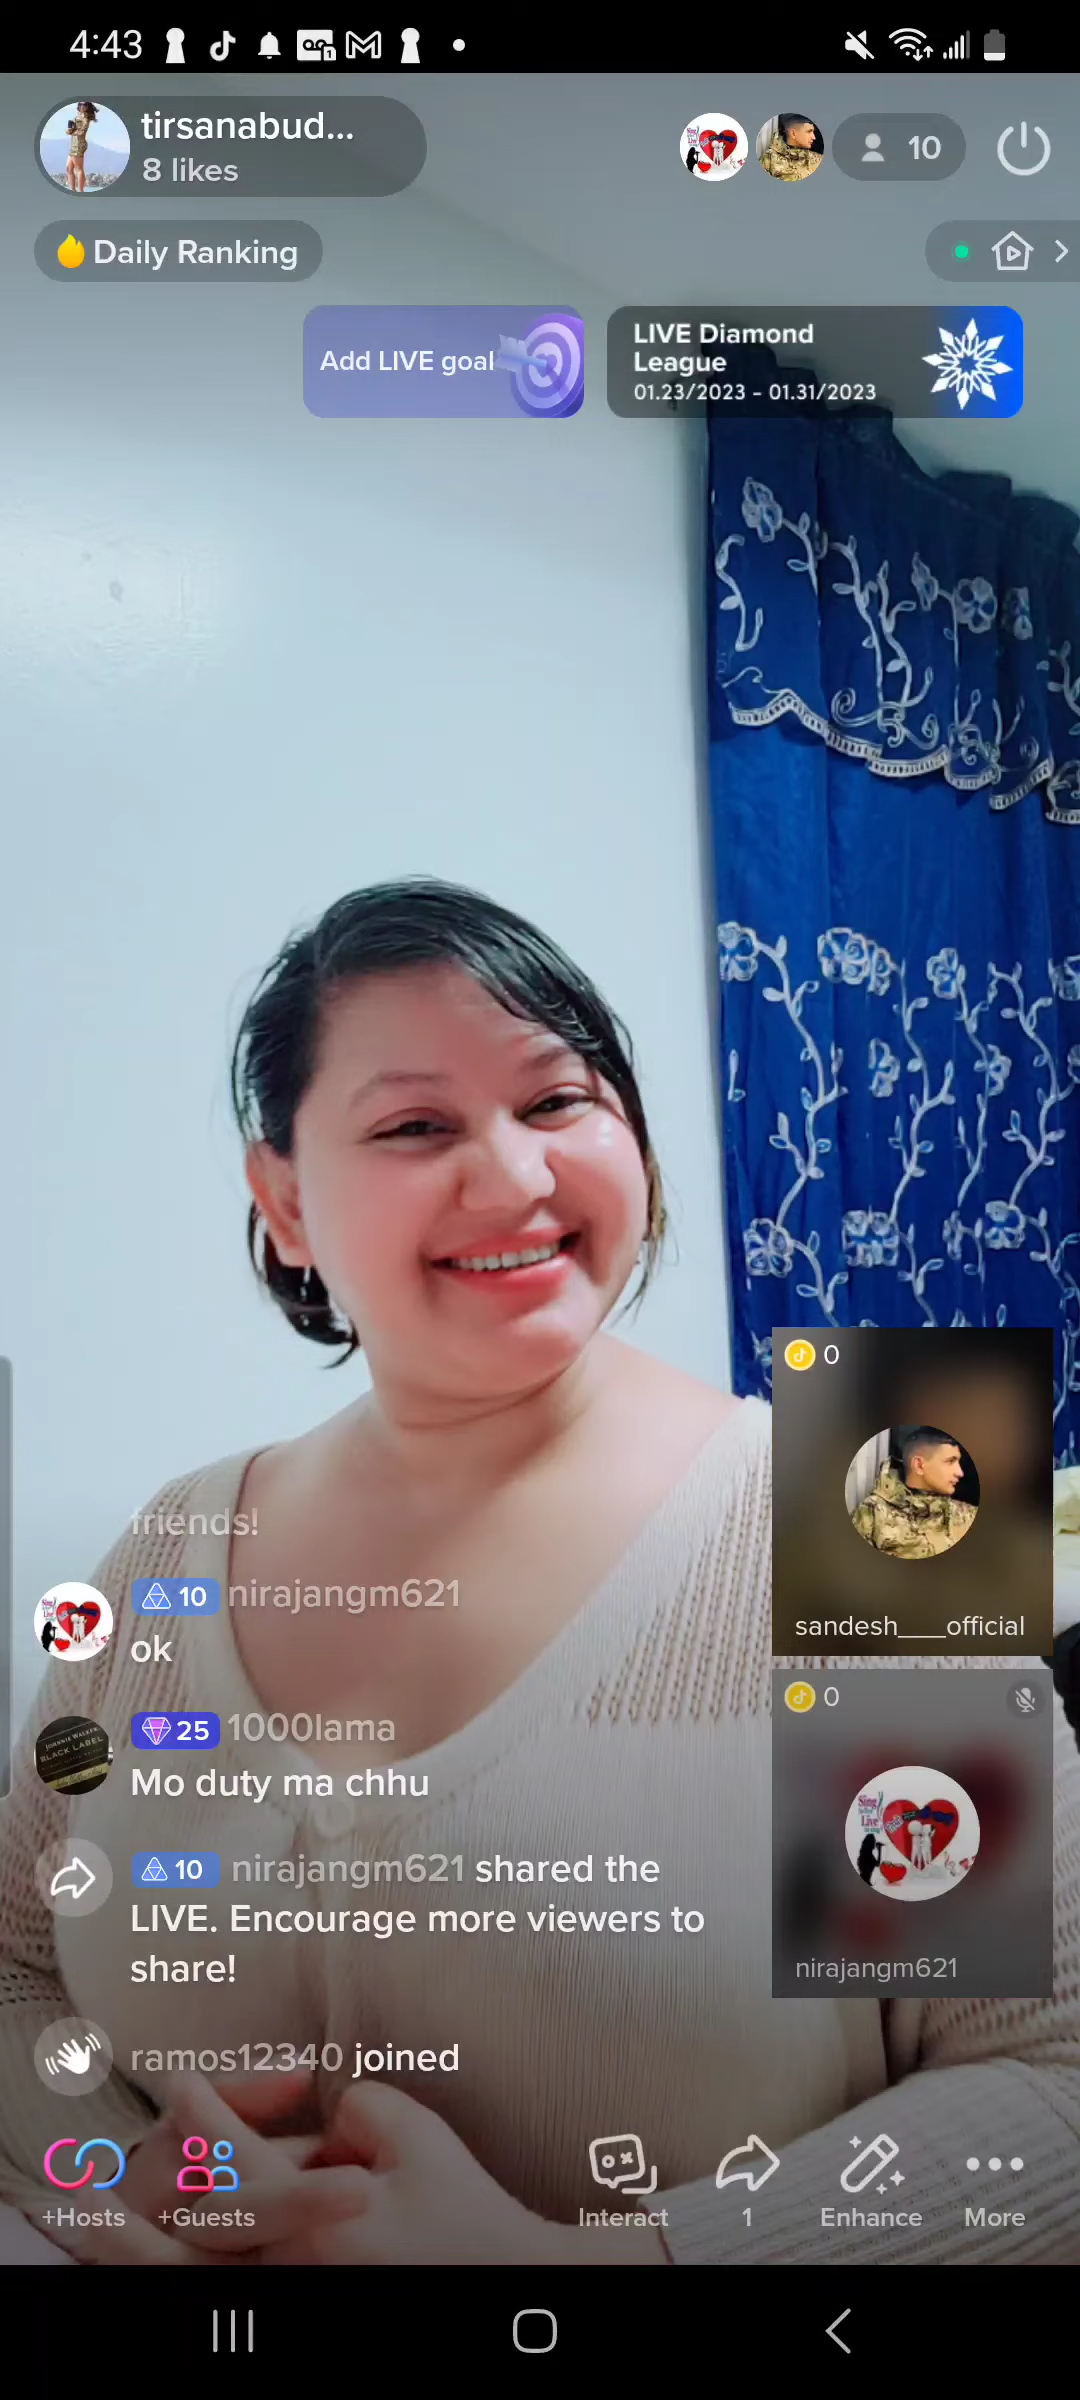 4:43
tirsanabud...
8 likes
10
Daily Ranking
Add LIVE goal
LIVE Diamond
League
01.23/2023 - 01.31/2023
0
friends!
10 nirajangm621
ok
sandesh___official
0
25 1000lama
Mo duty ma chhu
10 nirajangm621 shared the
LIVE. Encourage more viewers to
share!
nirajangm621
ramos12340 joined
+Hosts
+Guests
Interact
1
Enhance
More